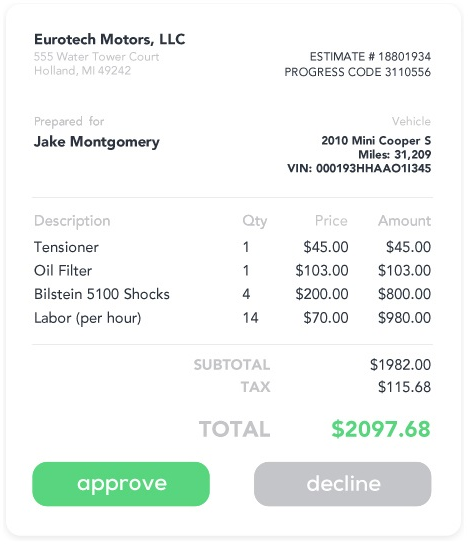 Eurotech Motors, LLC
555 Water Tower Court
Holland, MI 49242
ESTIMATE # 18801934
PROGRESS CODE 3110556
Prepared for
Jake Montgomery
Vehicle
2010 Mini Cooper S
Miles: 31,209
VIN: 000193HHAAO1I345
Description Qty Price Amount
Tensioner 1 $45.00 $45.00
Oil Filter 1 $103.00 $103.00
Bilstein 5100 Shocks 4 $200.00 $800.00
Labor (per hour) 14 $70.00 $980.00
SUBTOTAL $1982.00
TAX $115.68
TOTAL $2097.68
approve decline